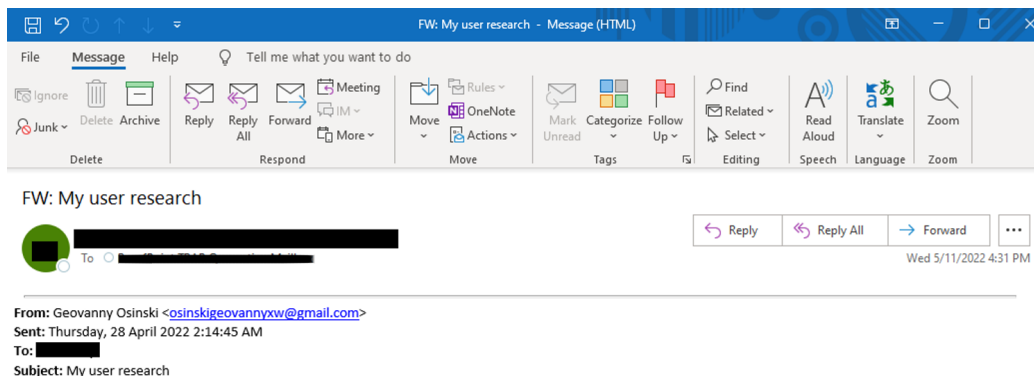 FW: My user research - Message (HTML)
File Message Help Tell me what you want to do
Ignore
Junk
Delete
Archive
Reply
Reply All
Forward
Meeting
IM
More
Move
Rules
OneNote
Actions
Mark Unread
Categorize
Follow Up
Find
Related
Select
Read Aloud
Translate
Zoom
Delete Respond Move Tags Editing Speech Language Zoom
FW: My user research
Reply Reply All Forward
To
Wed 5/11/2022 4:31 PM
From: Geovanny Osinski <osinskigeovannyxw@gmail.com>
Sent: Thursday, 28 April 2022 2:14:45 AM
To:
Subject: My user research